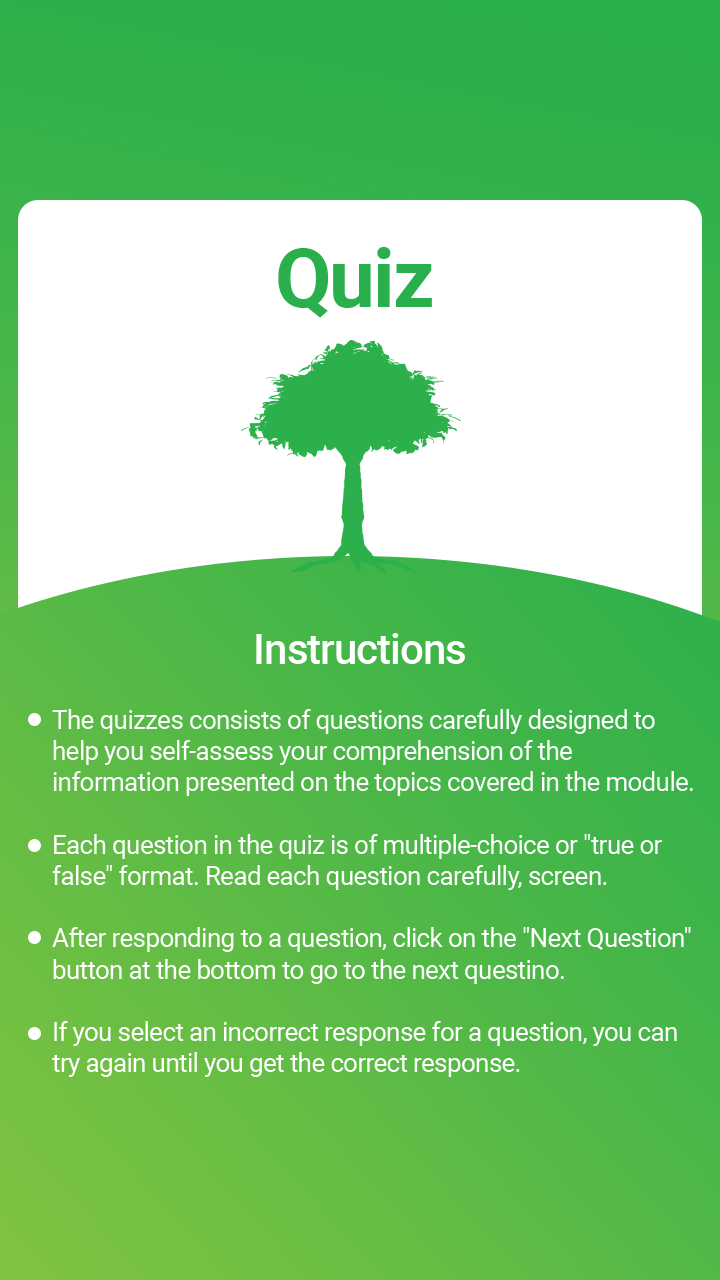 Quiz
Instructions
The quizzes consists of questions carefully designed to
help you self-assess your comprehension of the
information presented on the topics covered in the module.
Each question in the quiz is of multiple-choice or "true or
false" format. Read each question carefully, screen.
After responding to a question, click on the "Next Question"
button at the bottom to go to the next questino.
If you select an incorrect response for a question, you can
try again until you get the correct response.